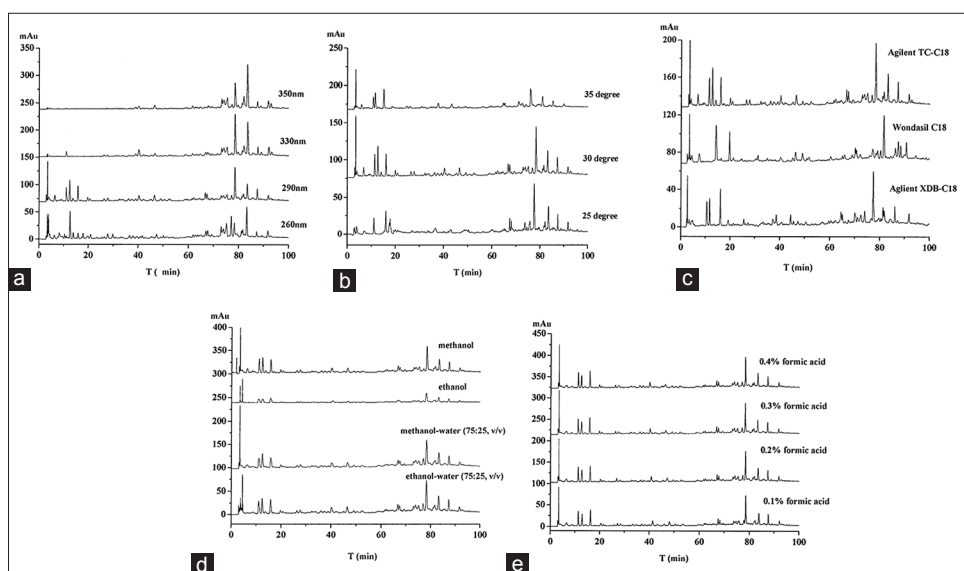 mAu
350
300
350nm
250
200
330nm
150
100
290nm
50
260nm
0
0 20 40 60 80 100
T ( min)
a
mAu
250
200
35 degree
150
30 degree
100
50
25 degree
0
0 20 40 60 80 100
T (min)
b
mAu
200
Agilent TC-C18
160
120
Wondasil C18
80
40
Aglient XDB-C18
0
0 20 40 60 80 100
T (min)
c
mAu
400
methanol
350
300
ethanol
250
200
methanol-water (75:25, v/v)
150
100
ethanol-water (75:25, v/v)
50
0
0 20 40 60 80 100
T (min)
d
mAu
400
0.4% formic acid
350
300
0.3% formic acid
250
200
0.2% formic acid
150
100
0.1% formic acid
50
0
0 20 40 60 80 100
T (min)
e